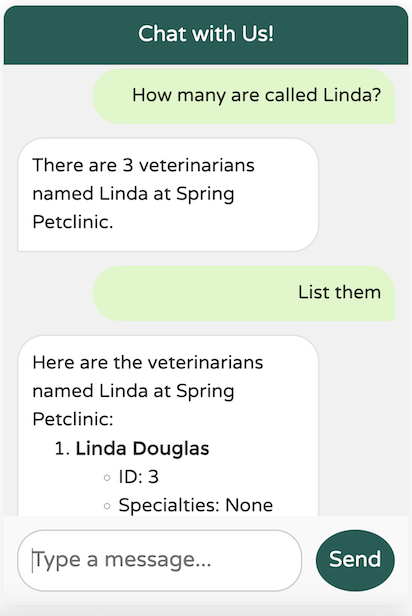 Chat with Us!
How many are called Linda?
There are 3 veterinarians
named Linda at Spring
Petclinic.
List them
Here are the veterinarians
named Linda at Spring
Petclinic:
1. Linda Douglas
◦ ID: 3
◦ Specialties: None
Type a message...
Send